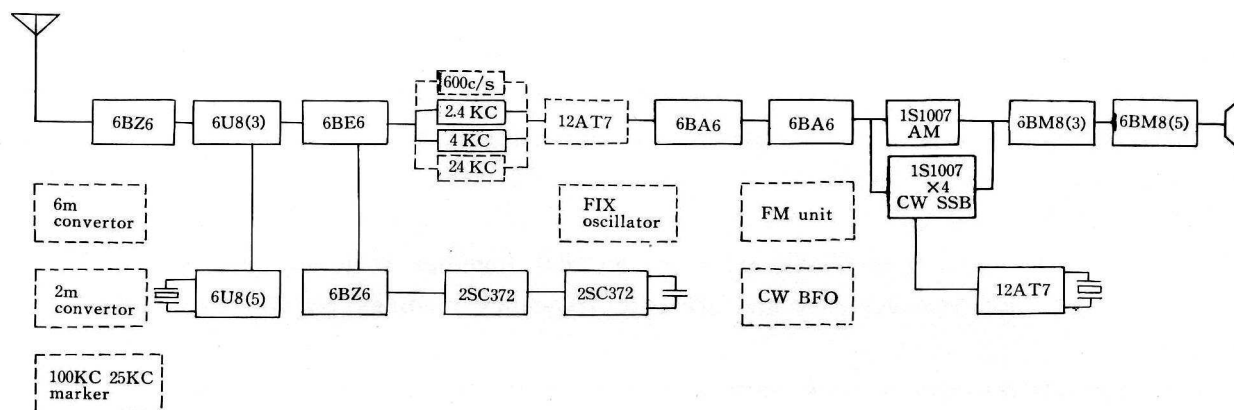 600c/s
6BZ6
6U8(3)
6BE6
2.4 KC
4 KC
24 KC
12AT7
6BA6
6BA6
1S1007
AM
6BM8(3)
6BM8(5)
1S1007
×4
CW SSB
6m
convertor
FIX
oscillator
FM unit
2m
convertor
6U8(5)
6BZ6
2SC372
2SC372
CW BFO
12AT7
100KC 25KC
marker